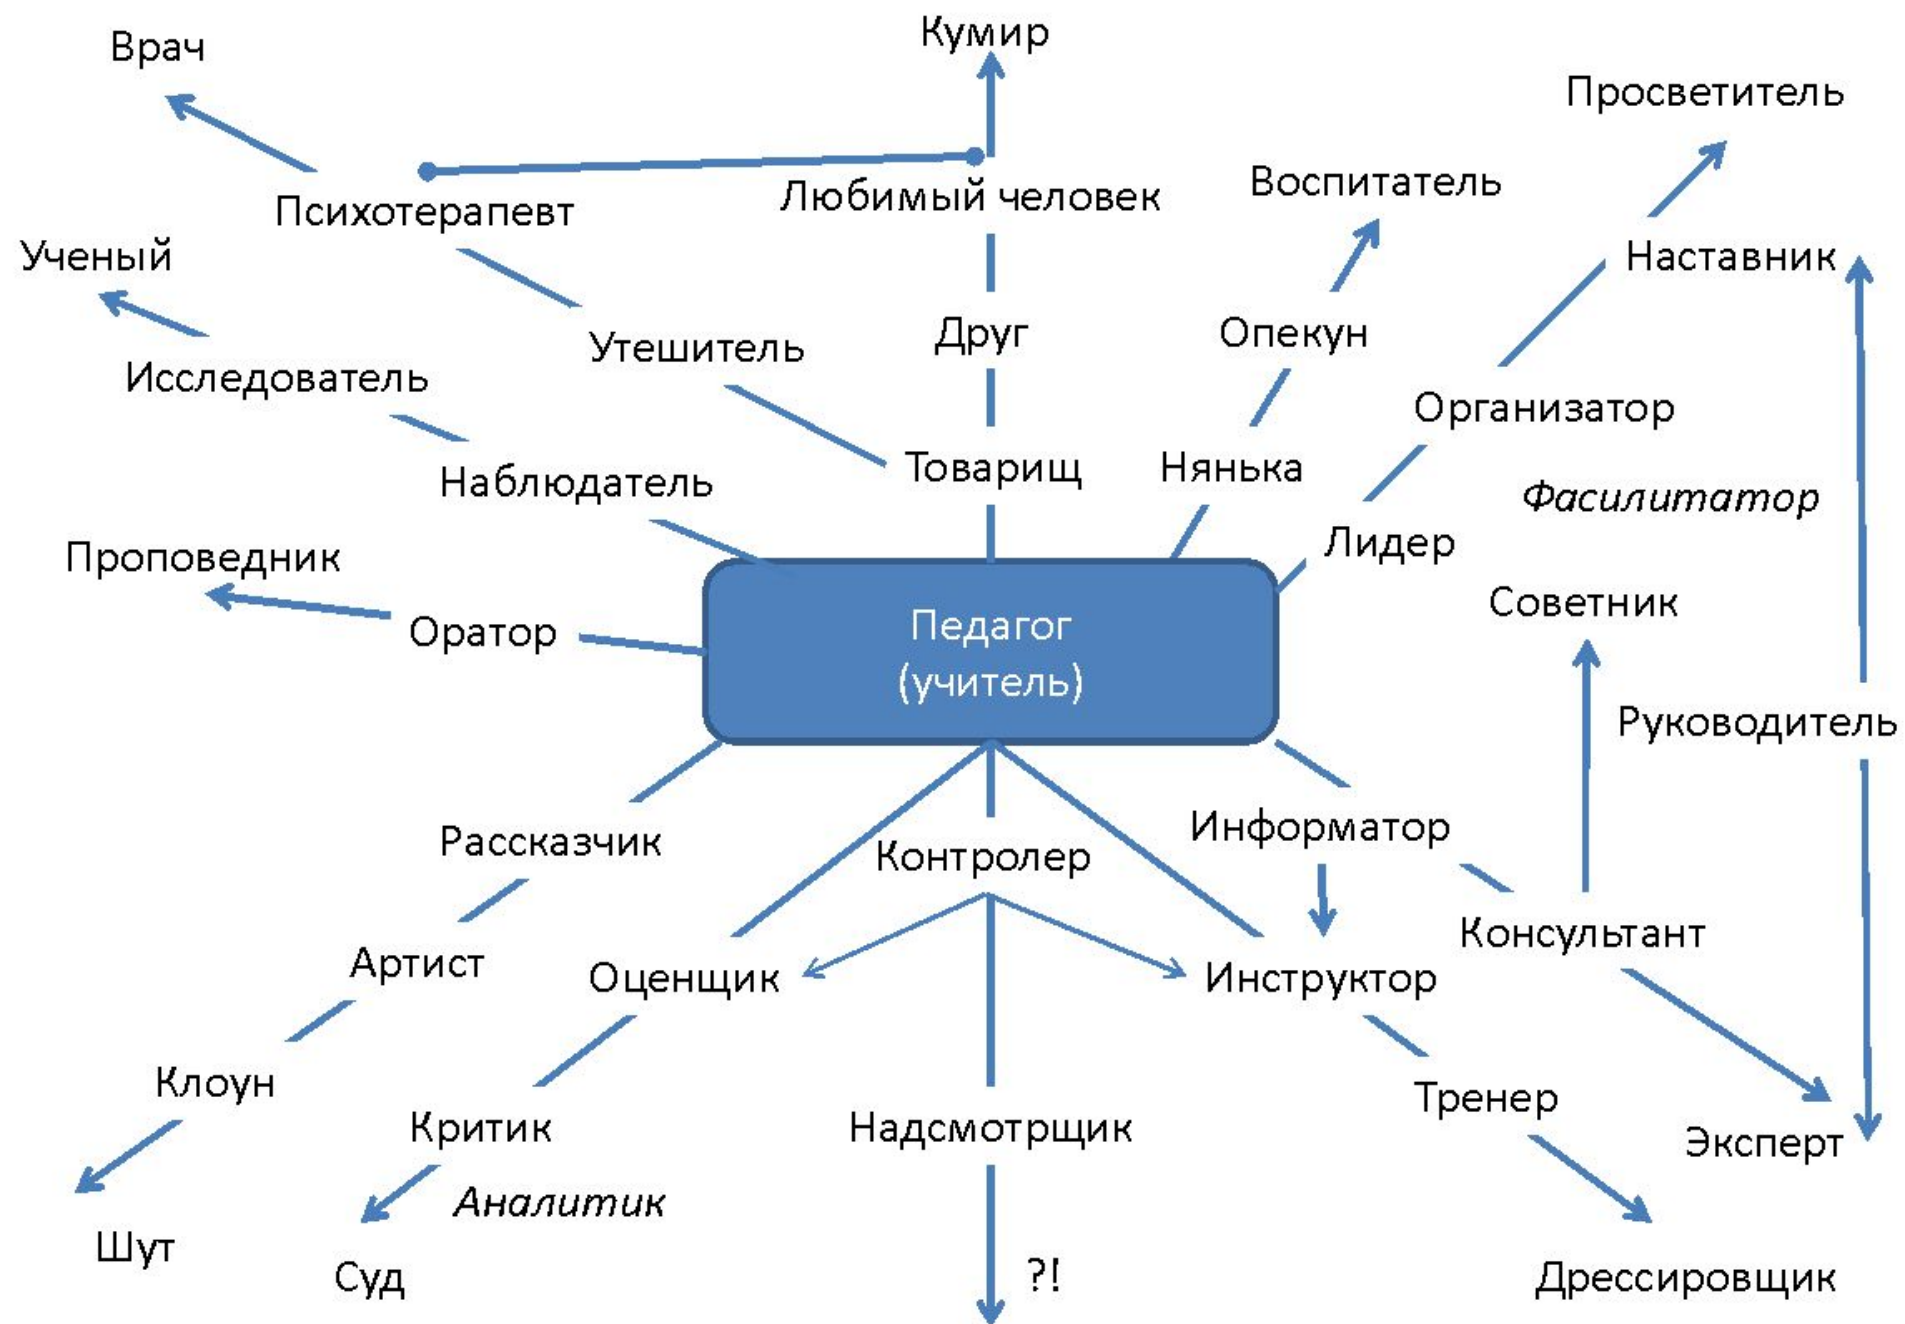 Кумир
Врач
Просветитель
Воспитатель
Любимый человек
Психотерапевт
Ученый
Наставник
Друг
Опекун
Утешитель
Исследователь
Организатор
Товарищ
Нянька
Наблюдатель
Фасилитатор
Лидер
Проповедник
Советник
Оратор
Педагог
(учитель)
Руководитель
Информатор
Рассказчик
Контролер
Консультант
Артист
Оценщик
Инструктор
Клоун
Тренер
Критик
Надсмотрщик
Эксперт
Аналитик
Шут
Суд
?!
Дрессировщик